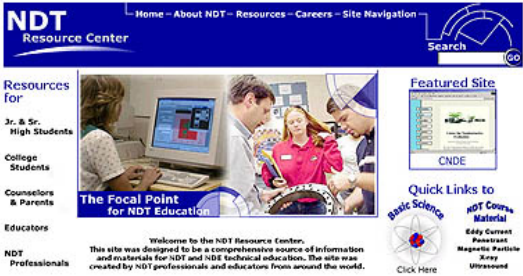 NDT
Resource Center
Home – About NDT – Resources – Careers – Site Navigation
Search
GO
Resources
for
Jr. & Sr.
High Students
College
Students
Counselors
& Parents
Educators
NDT
Professionals
The Focal Point
for NDT Education
Welcome to the NDT Resource Center.
This site was designed to be a comprehensive source of information
and materials for NDT and NDE technical education. The site was
created by NDT professionals and educators from around the world.
Featured Site
CNDE
Quick Links to
Basic Science
Click Here
NDT Course
Material
Eddy Current
Penetrant
Magnetic Particle
X-ray
Ultrasound